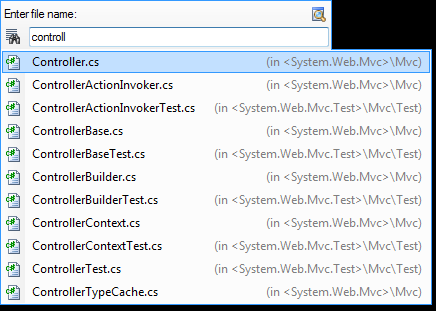 Enter file name:
controll
Controller.cs (in <System.Web.Mvc>\Mvc)
ControllerActionInvoker.cs (in <System.Web.Mvc>\Mvc)
ControllerActionInvokerTest.cs (in <System.Web.Mvc.Test>\Mvc\Test)
ControllerBase.cs (in <System.Web.Mvc>\Mvc)
ControllerBaseTest.cs (in <System.Web.Mvc.Test>\Mvc\Test)
ControllerBuilder.cs (in <System.Web.Mvc>\Mvc)
ControllerBuilderTest.cs (in <System.Web.Mvc.Test>\Mvc\Test)
ControllerContext.cs (in <System.Web.Mvc>\Mvc)
ControllerContextTest.cs (in <System.Web.Mvc.Test>\Mvc\Test)
ControllerTest.cs (in <System.Web.Mvc.Test>\Mvc\Test)
ControllerTypeCache.cs (in <System.Web.Mvc>\Mvc)